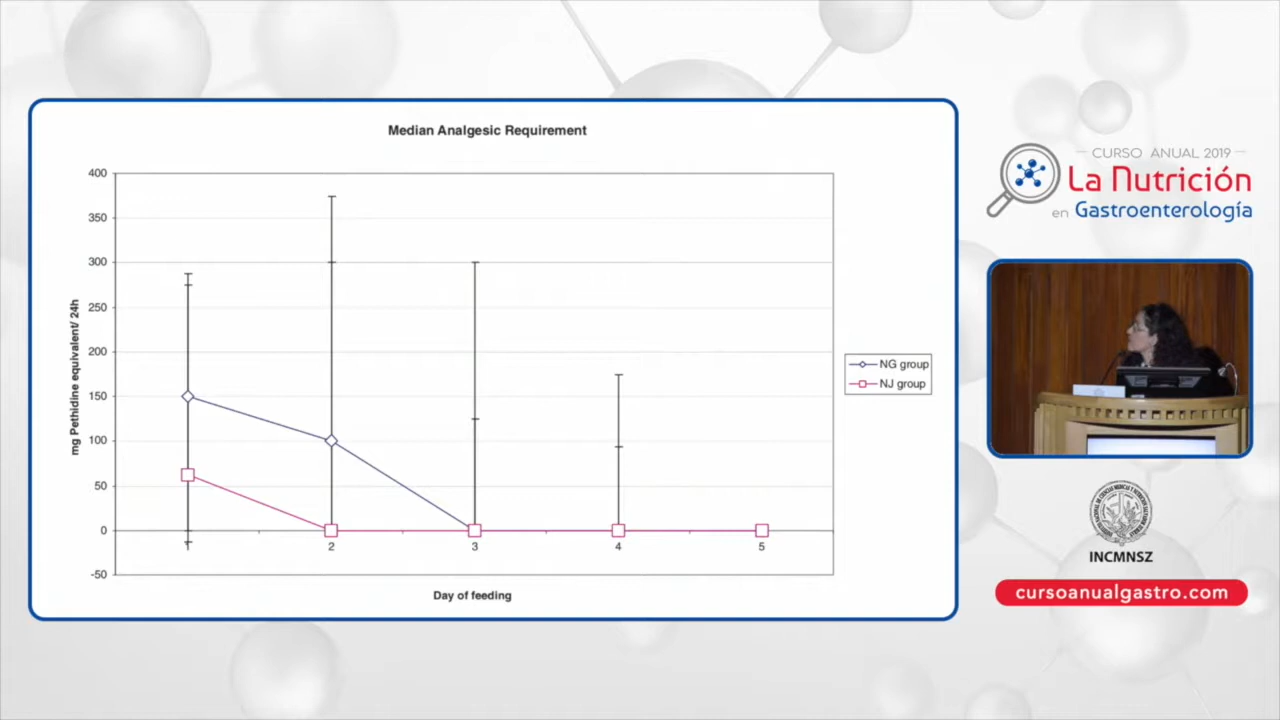 Median Analgesic Requirement
400
350
300
250
200
150
100
50
0
-50
mg Pethidine equivalent/ 24h
1
2
3
4
5
Day of feeding
NG group
NJ group
CURSO ANUAL 2019
La Nutrición
en Gastroenterología
INCMNSZ
cursoanualgastro.com